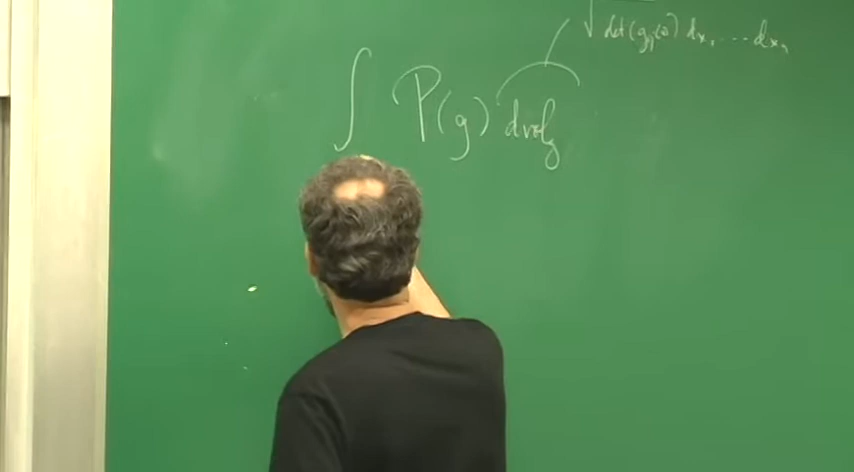 √det(g_ij(x)) dx_1 ... dx_n
∫ P(g) dvol_g